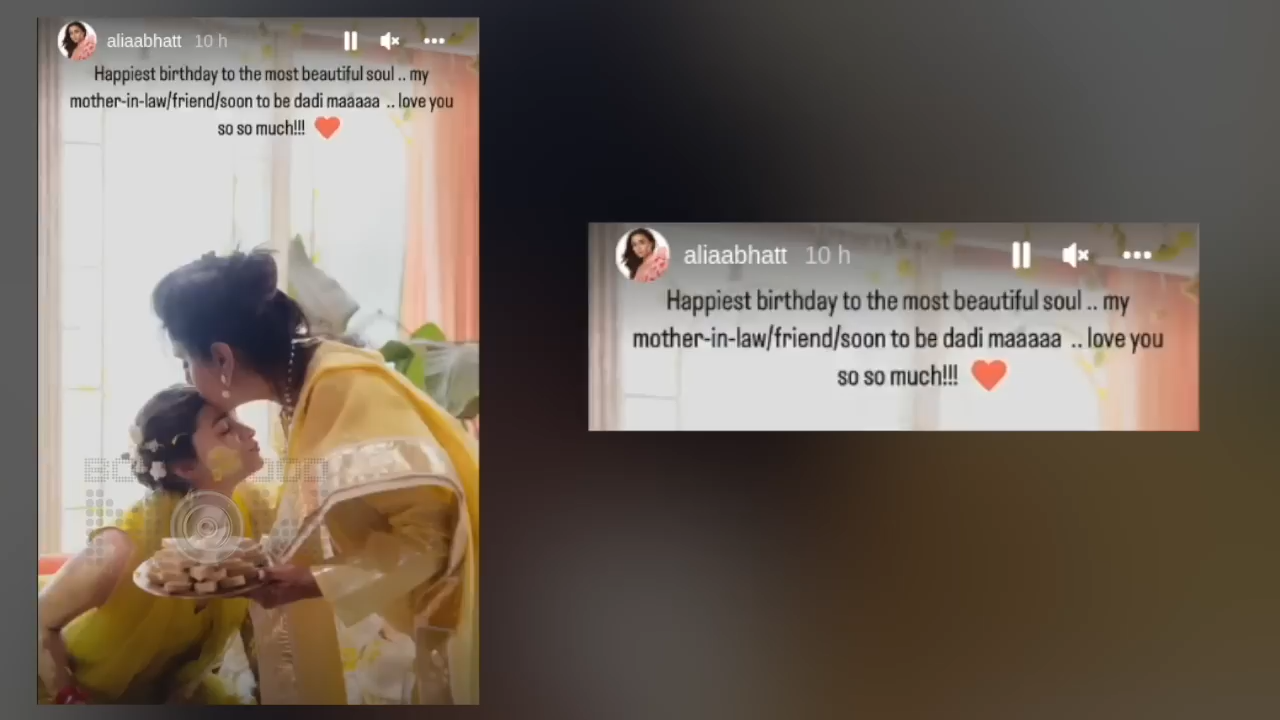 aliaabhatt 10 h
Happiest birthday to the most beautiful soul .. my
mother-in-law/friend/soon to be dadi maaaaa .. love you
so so much!!!
aliaabhatt 10 h
Happiest birthday to the most beautiful soul .. my
mother-in-law/friend/soon to be dadi maaaaa .. love you
so so much!!!